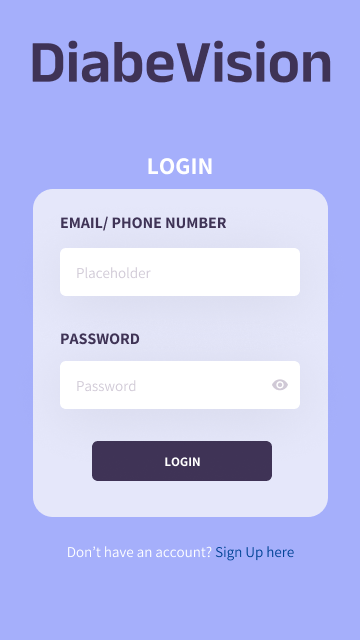 DiabeVision
LOGIN
EMAIL/ PHONE NUMBER
Placeholder
PASSWORD
Password
LOGIN
Don't have an account? Sign Up here